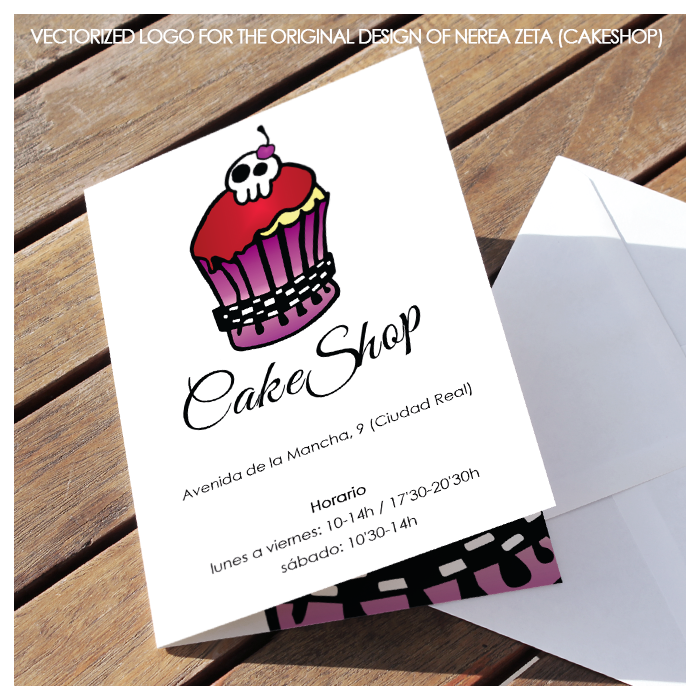 VECTORIZED LOGO FOR THE ORIGINAL DESIGN OF NEREA ZETA (CAKESHOP)
CakeShop
Avenida de la Mancha, 9 (Ciudad Real)
Horario
lunes a viernes: 10-14h / 17'30-20'30h
sábado: 10'30-14h